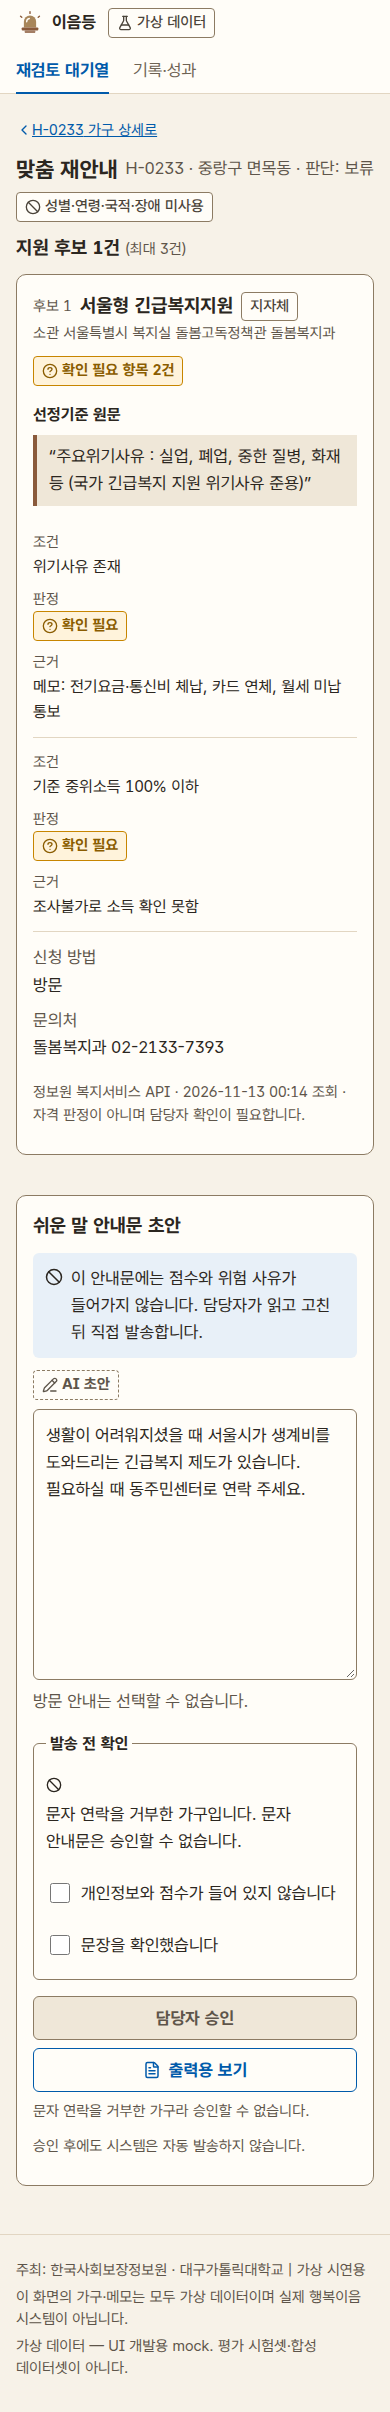 이음등 가상 데이터
재검토 대기열 기록·성과
H-0233 가구 상세로
맞춤 재안내 H-0233 · 중랑구 면목동 · 판단: 보류
성별·연령·국적·장애 미사용
지원 후보 1건 (최대 3건)
후보 1 서울형 긴급복지지원 지자체
소관 서울특별시 복지실 돌봄고독정책관 돌봄복지과
확인 필요 항목 2건
선정기준 원문
“주요위기사유 : 실업, 폐업, 중한 질병, 화재
등 (국가 긴급복지 지원 위기사유 준용)”
조건
위기사유 존재
판정
확인 필요
근거
메모: 전기요금·통신비 체납, 카드 연체, 월세 미납
통보
조건
기준 중위소득 100% 이하
판정
확인 필요
근거
조사불가로 소득 확인 못함
신청 방법
방문
문의처
돌봄복지과 02-2133-7393
정보원 복지서비스 API · 2026-11-13 00:14 조회 ·
자격 판정이 아니며 담당자 확인이 필요합니다.
쉬운 말 안내문 초안
이 안내문에는 점수와 위험 사유가
들어가지 않습니다. 담당자가 읽고 고친
뒤 직접 발송합니다.
AI 초안
생활이 어려워지셨을 때 서울시가 생계비를
도와드리는 긴급복지 제도가 있습니다.
필요하실 때 동주민센터로 연락 주세요.
방문 안내는 선택할 수 없습니다.
발송 전 확인
문자 연락을 거부한 가구입니다. 문자
안내문은 승인할 수 없습니다.
개인정보와 점수가 들어 있지 않습니다
문장을 확인했습니다
담당자 승인
출력용 보기
문자 연락을 거부한 가구라 승인할 수 없습니다.
승인 후에도 시스템은 자동 발송하지 않습니다.
주최: 한국사회보장정보원 · 대구가톨릭대학교 | 가상 시연용
이 화면의 가구·메모는 모두 가상 데이터이며 실제 행복이음
시스템이 아닙니다.
가상 데이터 — UI 개발용 mock. 평가 시험셋·합성
데이터셋이 아니다.